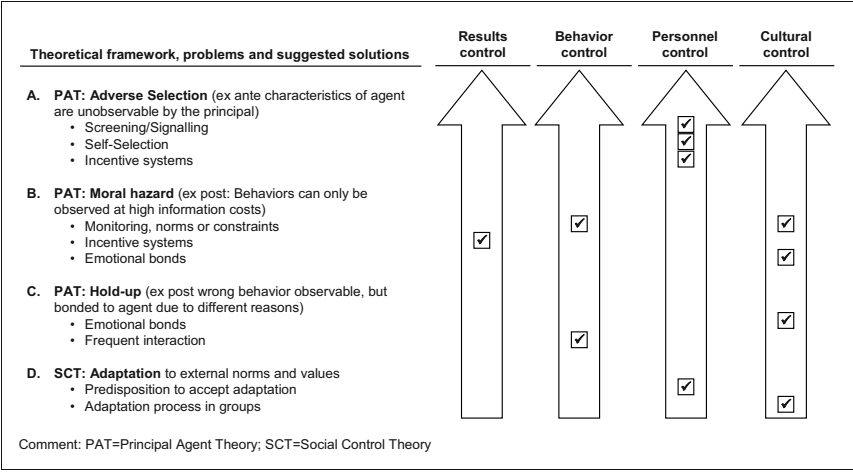 Theoretical framework, problems and suggested solutions
Results control
Behavior control
Personnel control
Cultural control
A. PAT: Adverse Selection (ex ante characteristics of agent
are unobservable by the principal)
• Screening/Signalling
• Self-Selection
• Incentive systems
B. PAT: Moral hazard (ex post: Behaviors can only be
observed at high information costs)
• Monitoring, norms or constraints
• Incentive systems
• Emotional bonds
C. PAT: Hold-up (ex post wrong behavior observable, but
bonded to agent due to different reasons)
• Emotional bonds
• Frequent interaction
D. SCT: Adaptation to external norms and values
• Predisposition to accept adaptation
• Adaptation process in groups
Comment: PAT=Principal Agent Theory; SCT=Social Control Theory